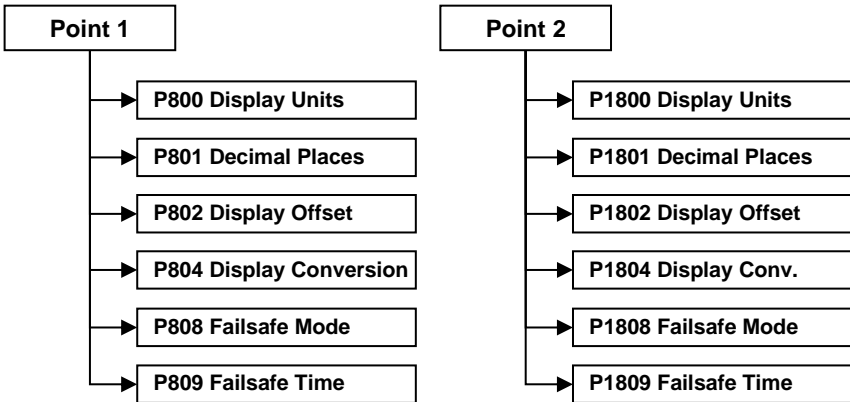 Point 1
P800 Display Units
P801 Decimal Places
P802 Display Offset
P804 Display Conversion
P808 Failsafe Mode
P809 Failsafe Time
Point 2
P1800 Display Units
P1801 Decimal Places
P1802 Display Offset
P1804 Display Conv.
P1808 Failsafe Mode
P1809 Failsafe Time